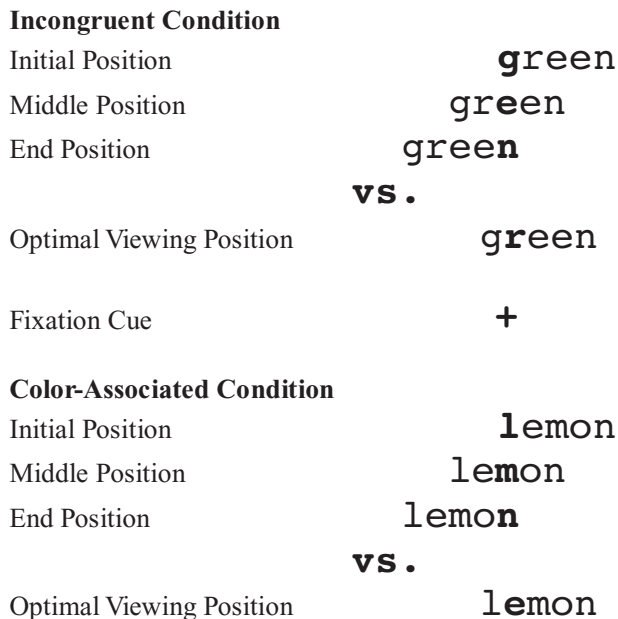 Incongruent Condition
Initial Position green
Middle Position green
End Position green
vs.
Optimal Viewing Position green
Fixation Cue +
Color-Associated Condition
Initial Position lemon
Middle Position lemon
End Position lemon
vs.
Optimal Viewing Position lemon